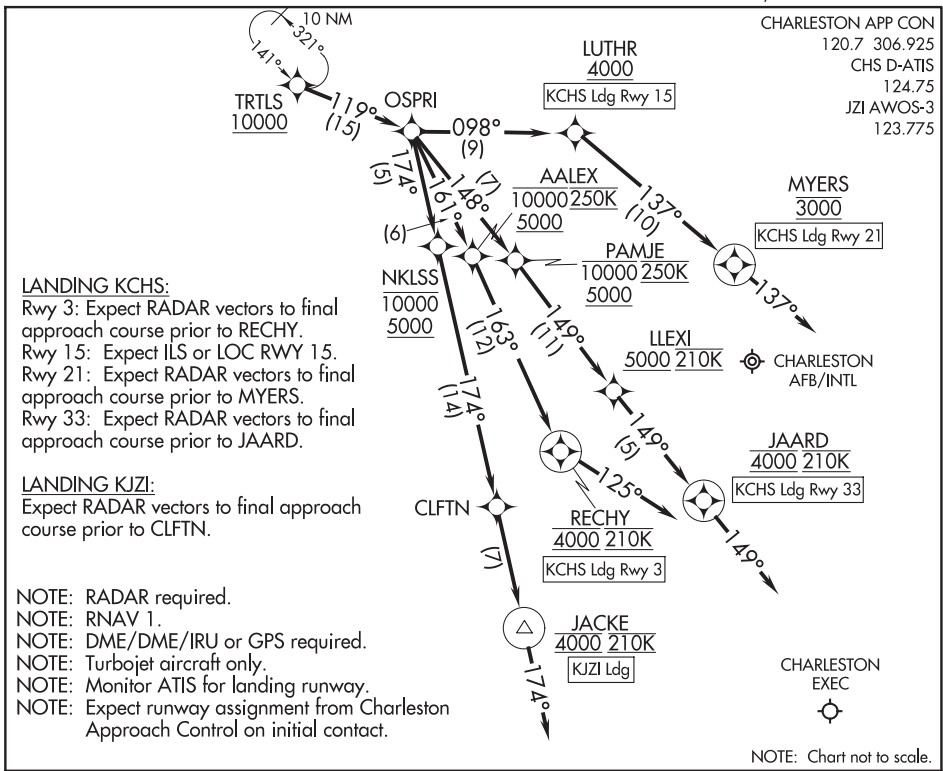 CHARLESTON APP CON
120.7 306.925
CHS D-ATIS
124.75
JZI AWOS-3
123.775
10 NM
321°
141°
TRTLS
10000
119°
(15)
OSPRI
098°
(9)
LUTHR
4000
KCHS Ldg Rwy 15
137°
(10)
MYERS
3000
KCHS Ldg Rwy 21
137°
174°
(5)
161°
(6)
148°
(7)
AALEX
10000 250K
5000
PAMJE
10000 250K
5000
NKLSS
10000
5000
163°
(12)
149°
(11)
LLEXI
5000 210K
CHARLESTON
AFB/INTL
149°
(5)
JAARD
4000 210K
KCHS Ldg Rwy 33
149°
125°
RECHY
4000 210K
KCHS Ldg Rwy 3
174°
(14)
CLFTN
(7)
JACKE
4000 210K
KJZI Ldg
174°
CHARLESTON
EXEC
LANDING KCHS:
Rwy 3: Expect RADAR vectors to final
approach course prior to RECHY.
Rwy 15: Expect ILS or LOC RWY 15.
Rwy 21: Expect RADAR vectors to final
approach course prior to MYERS.
Rwy 33: Expect RADAR vectors to final
approach course prior to JAARD.
LANDING KJZI:
Expect RADAR vectors to final approach
course prior to CLFTN.
NOTE: RADAR required.
NOTE: RNAV 1.
NOTE: DME/DME/IRU or GPS required.
NOTE: Turbojet aircraft only.
NOTE: Monitor ATIS for landing runway.
NOTE: Expect runway assignment from Charleston
Approach Control on initial contact.
NOTE: Chart not to scale.